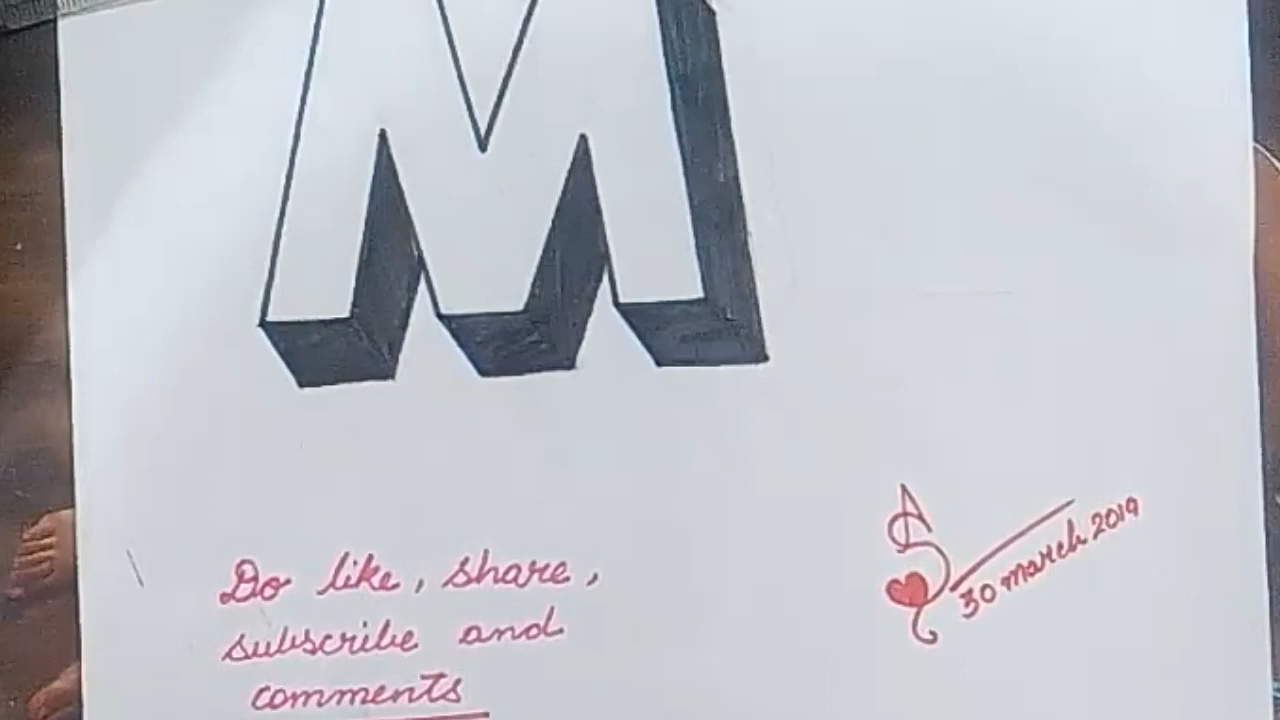 M
Do like, share,
subscribe and
comments
30 march 2019